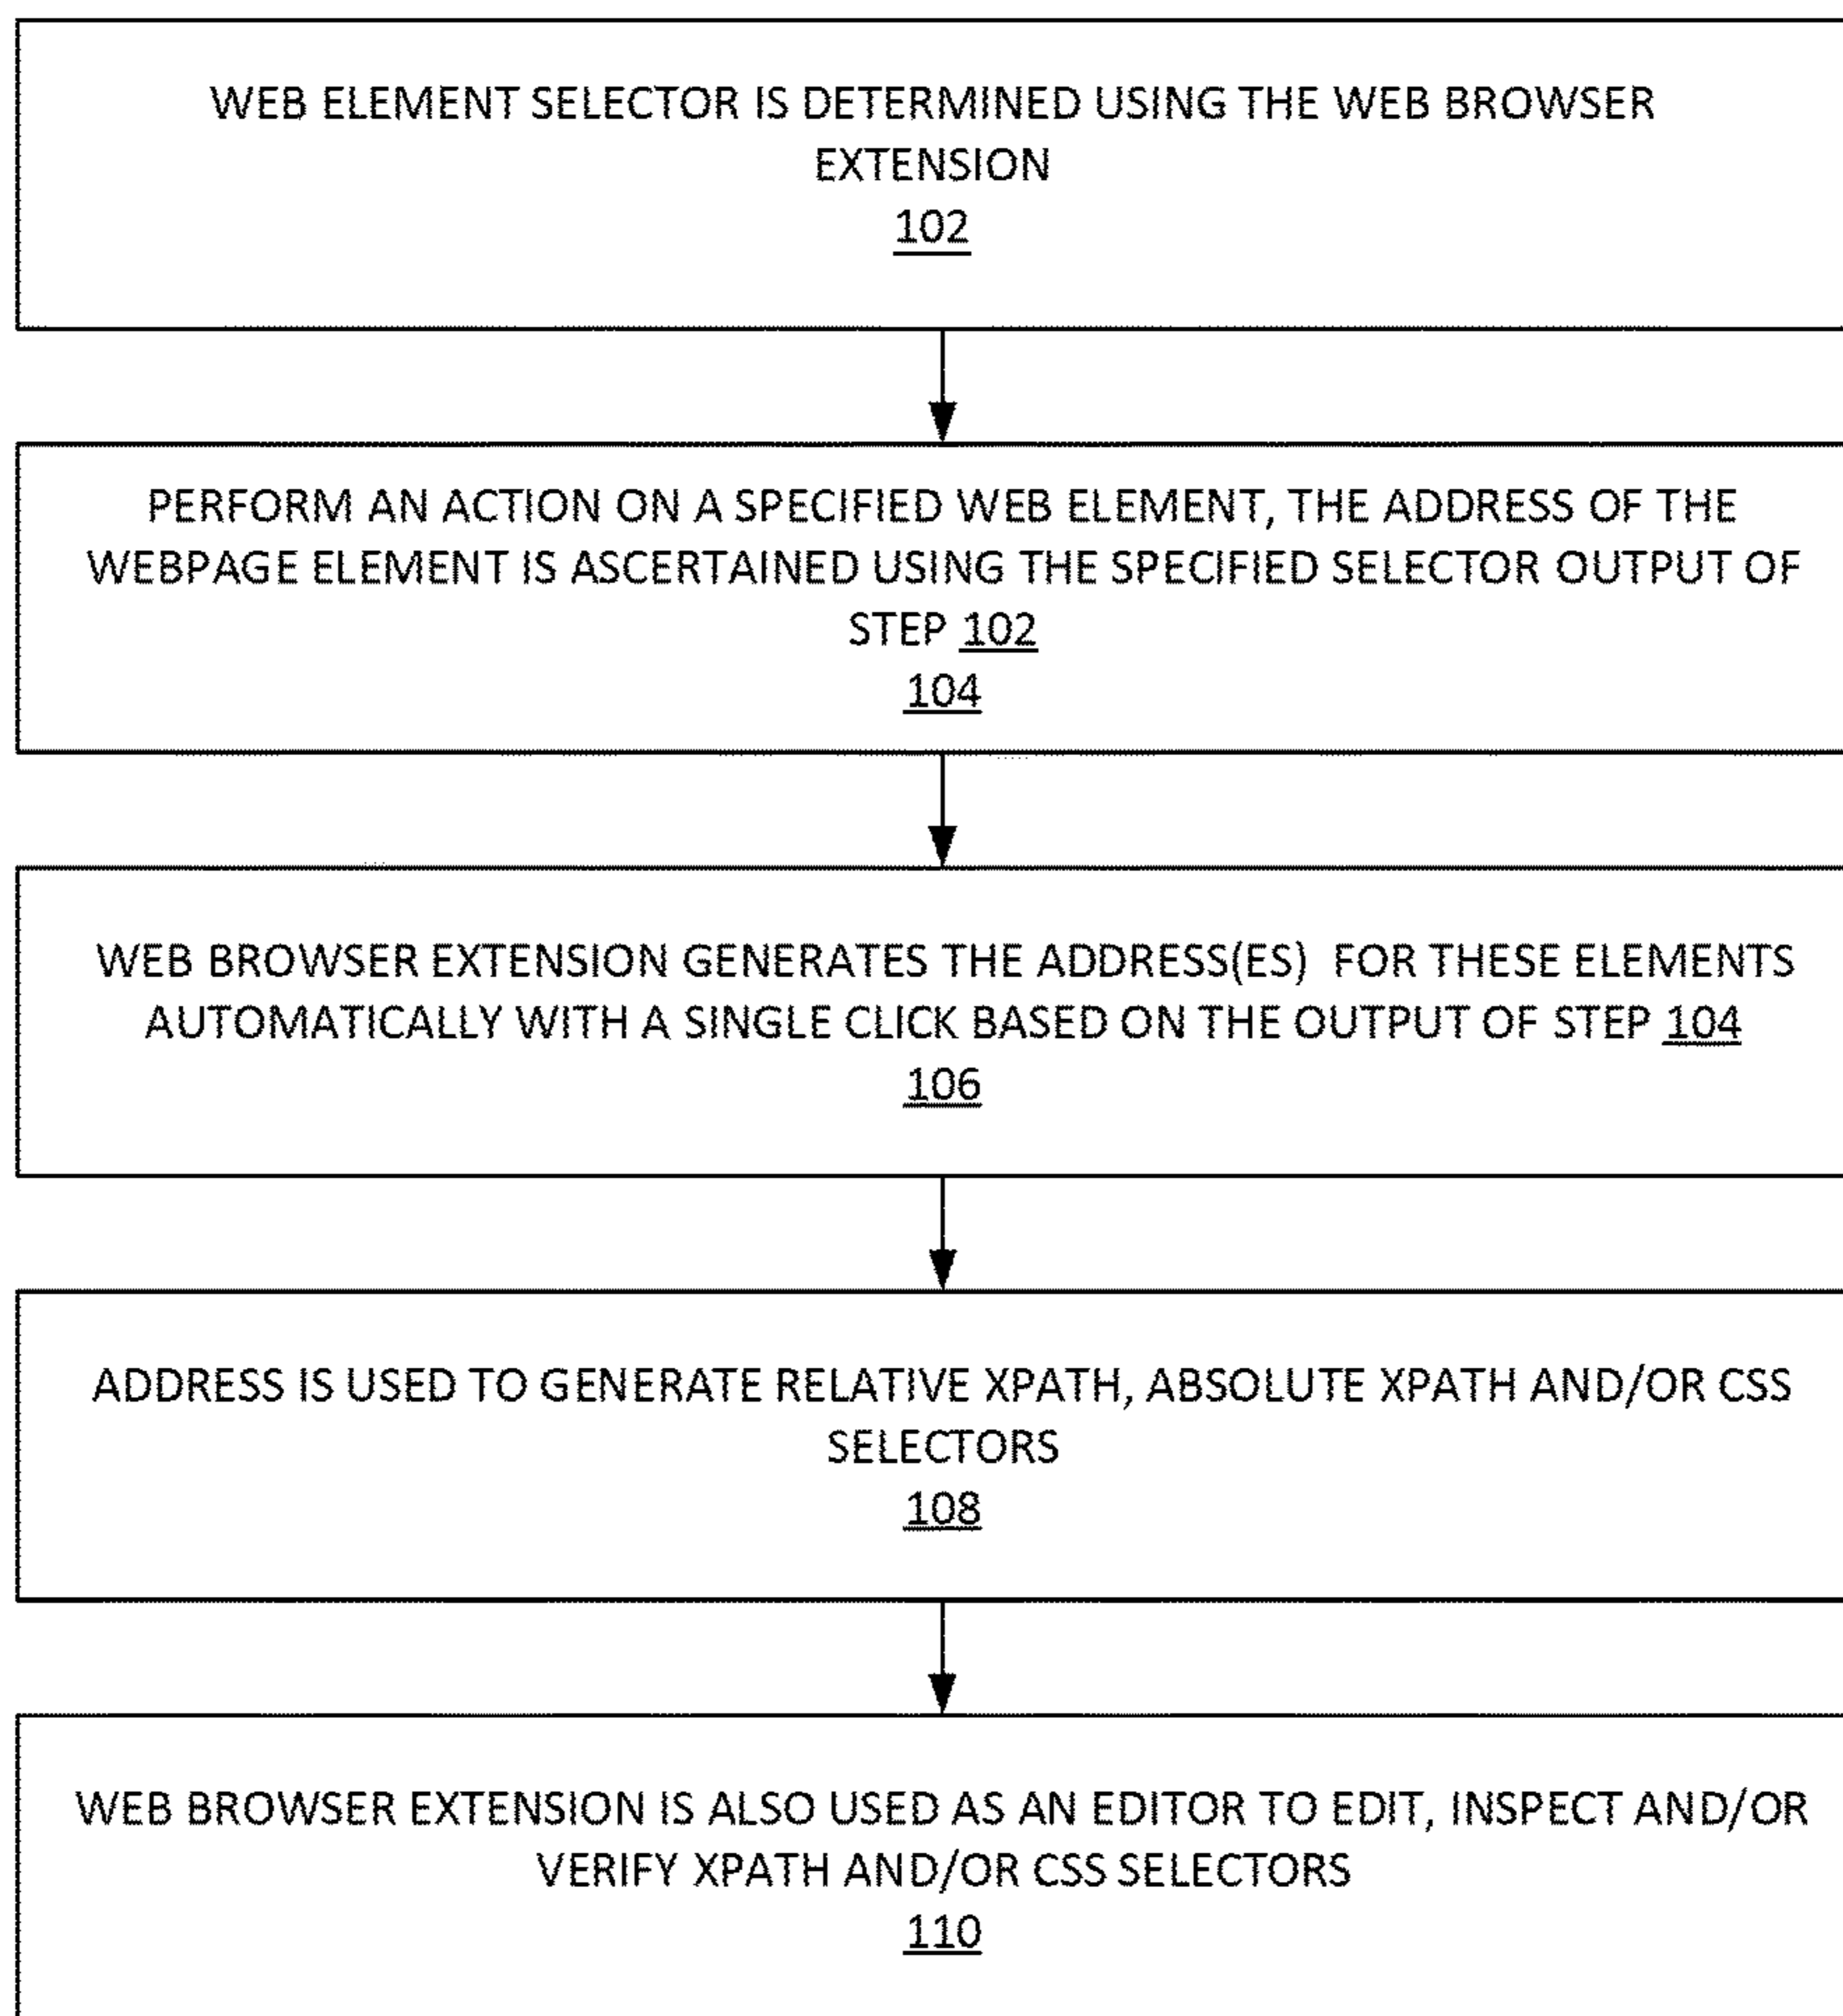 WEB ELEMENT SELECTOR IS DETERMINED USING THE WEB BROWSER
EXTENSION
102
PERFORM AN ACTION ON A SPECIFIED WEB ELEMENT, THE ADDRESS OF THE
WEBPAGE ELEMENT IS ASCERTAINED USING THE SPECIFIED SELECTOR OUTPUT OF
STEP 102
104
WEB BROWSER EXTENSION GENERATES THE ADDRESS(ES) FOR THESE ELEMENTS
AUTOMATICALLY WITH A SINGLE CLICK BASED ON THE OUTPUT OF STEP 104
106
ADDRESS IS USED TO GENERATE RELATIVE XPATH, ABSOLUTE XPATH AND/OR CSS
SELECTORS
108
WEB BROWSER EXTENSION IS ALSO USED AS AN EDITOR TO EDIT, INSPECT AND/OR
VERIFY XPATH AND/OR CSS SELECTORS
110